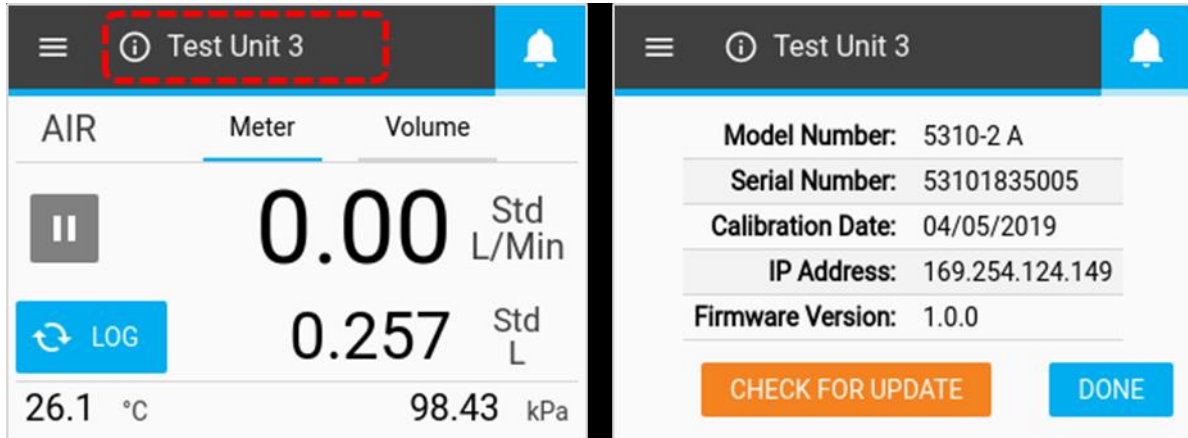 Test Unit 3
AIR Meter Volume
0.00 Std L/Min
LOG 0.257 Std L
26.1 °C 98.43 kPa
Test Unit 3
Model Number: 5310-2 A
Serial Number: 53101835005
Calibration Date: 04/05/2019
IP Address: 169.254.124.149
Firmware Version: 1.0.0
CHECK FOR UPDATE DONE